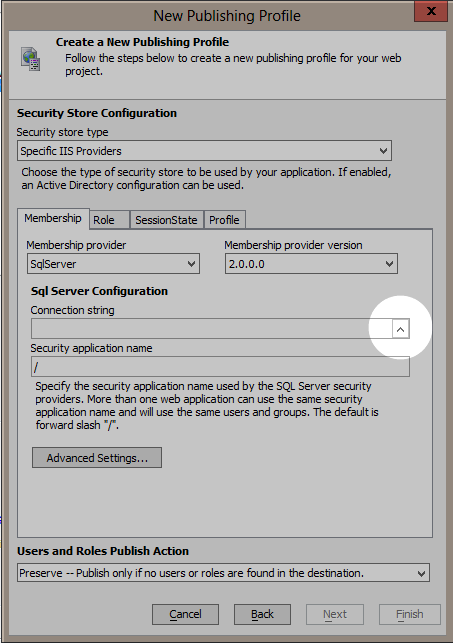 New Publishing Profile
x
Create a New Publishing Profile
Follow the steps below to create a new publishing profile for your web
project.
Security Store Configuration
Security store type
Specific IIS Providers
Choose the type of security store to be used by your application. If enabled,
an Active Directory configuration can be used.
Membership Role SessionState Profile
Membership provider Membership provider version
SqlServer 2.0.0.0
Sql Server Configuration
Connection string
Security application name
/
Specify the security application name used by the SQL Server security
providers. More than one web application can use the same security
application name and will use the same users and groups. The default is
forward slash "/".
Advanced Settings...
Users and Roles Publish Action
Preserve -- Publish only if no users or roles are found in the destination.
Cancel Back Next Finish